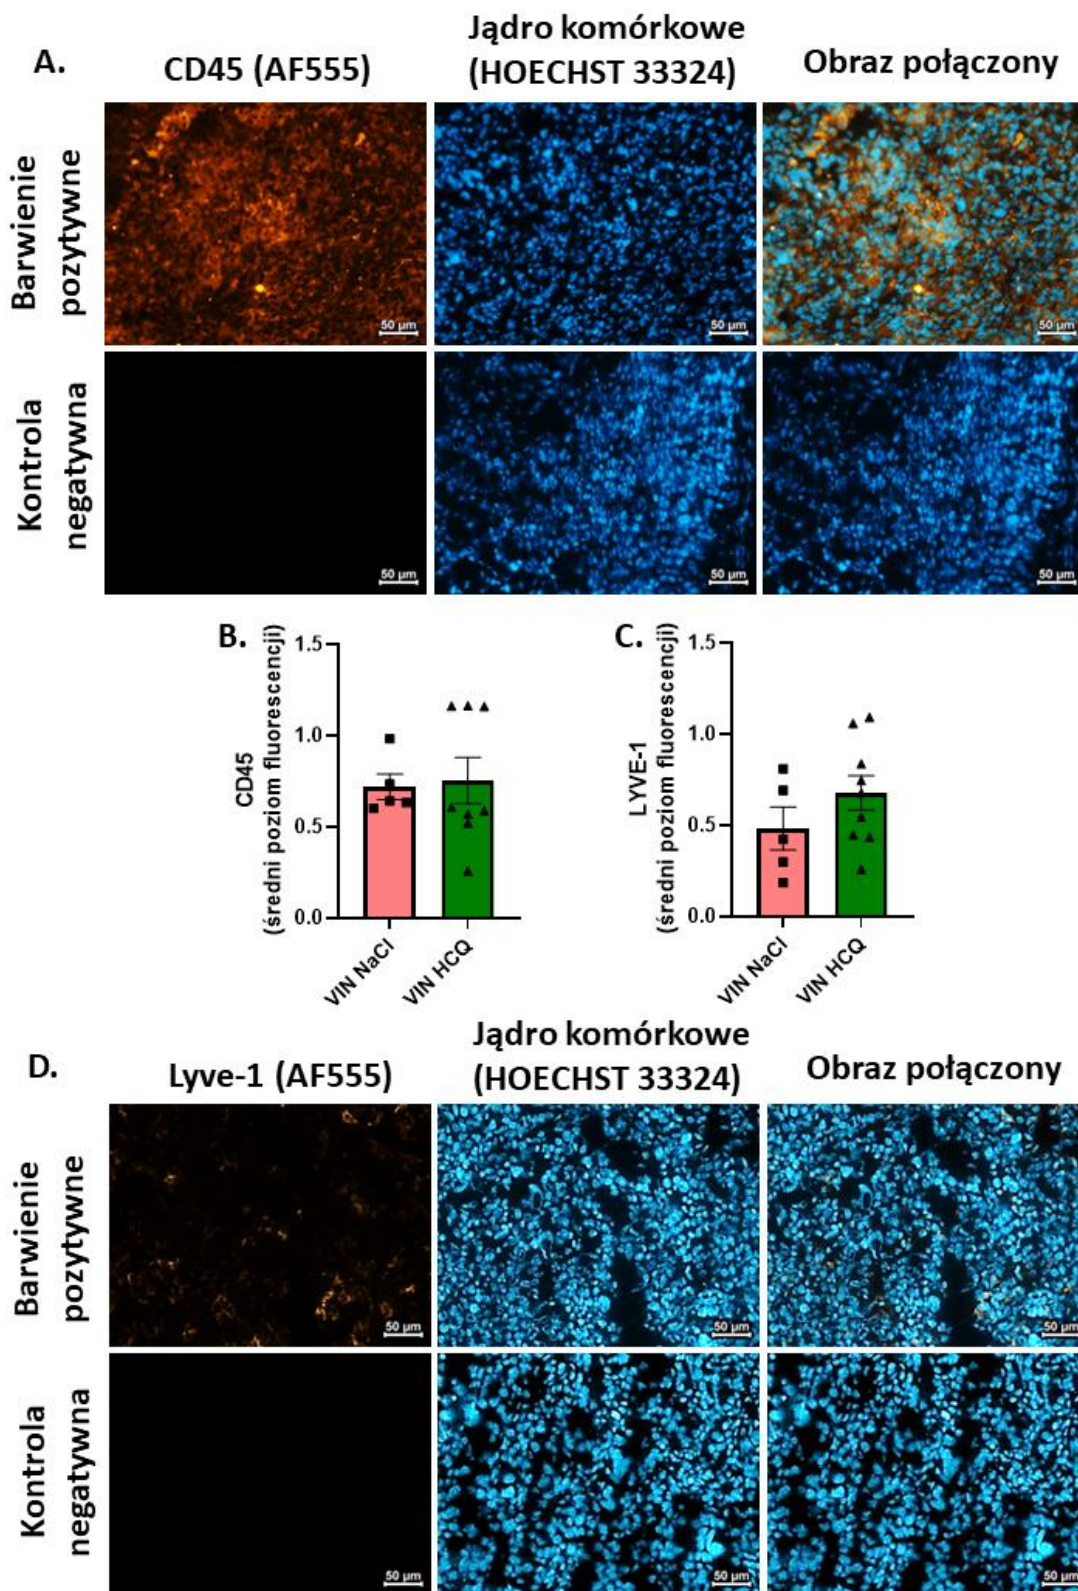 A.
CD45 (AF555)
Jądro komórkowe
(HOECHST 33324)
Obraz połączony
Barwienie
pozytywne
50 µm
50 µm
50 µm
Kontrola
negatywna
50 µm
50 µm
50 µm
B.
CD45
(średni poziom fluorescencji)
1.5
1.0
0.5
0.0
VIN NaCl
VIN HCQ
C.
LYVE-1
(średni poziom fluorescencji)
1.5
1.0
0.5
0.0
VIN NaCl
VIN HCQ
D.
Lyve-1 (AF555)
Jądro komórkowe
(HOECHST 33324)
Obraz połączony
Barwienie
pozytywne
50 µm
50 µm
50 µm
Kontrola
negatywna
50 µm
50 µm
50 µm